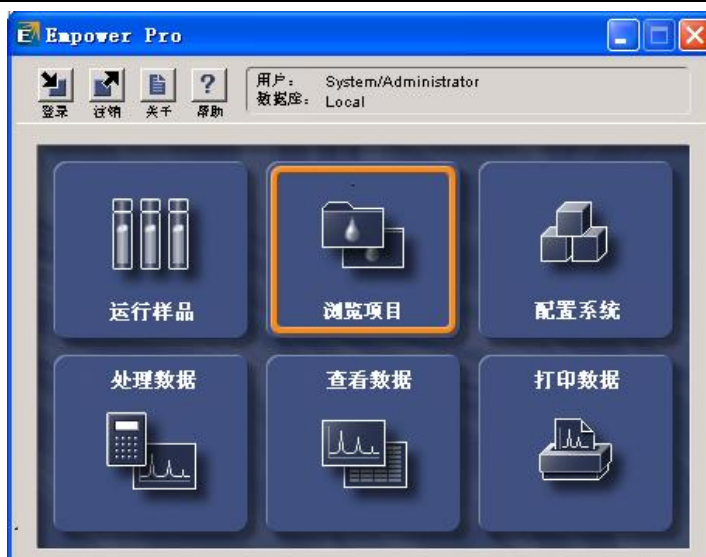 Empower Pro
登录 注销 关于 帮助
用户: System/Administrator
数据库: Local
运行样品 浏览项目 配置系统
处理数据 查看数据 打印数据